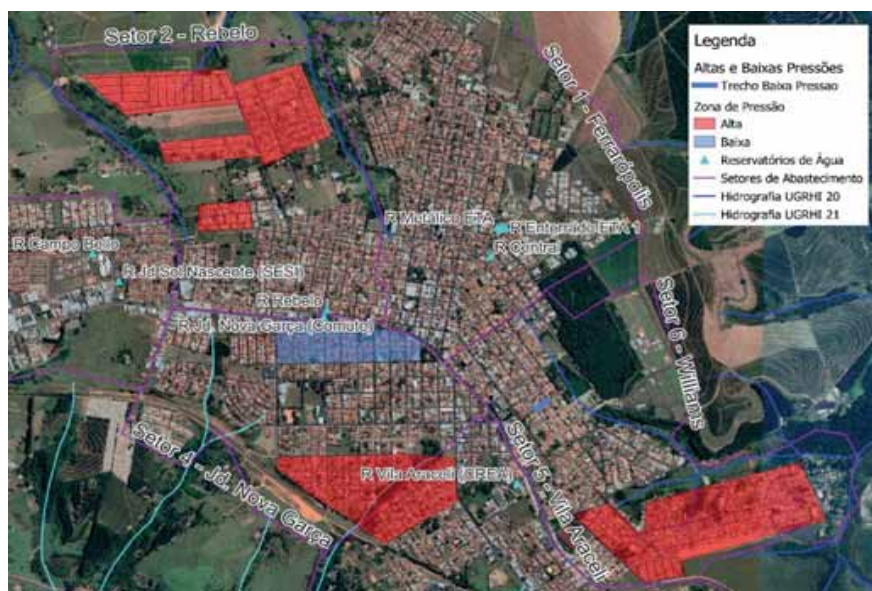 Setor 2 - Rebelo
Setor 1 - Ferrarópolis
Legenda
Altas e Baixas Pressões
Trecho Baixa Pressao
Zona de Pressão
Alta
Baixa
Reservatórios de Água
Setores de Abastecimento
Hidrografia UGRHI 20
Hidrografia UGRHI 21
R Metálico ETA
R Enterrado ETA 1
R Campo Bello
R Central
R Jd Sol Nascente (SESI)
R Rebelo
R Jd. Nova Garça (Comuto)
Setor 6 - Williams
Setor 4 - Jd. Nova Garça
R Vila Araceli (CREA)
Setor 5 - Vila Araceli